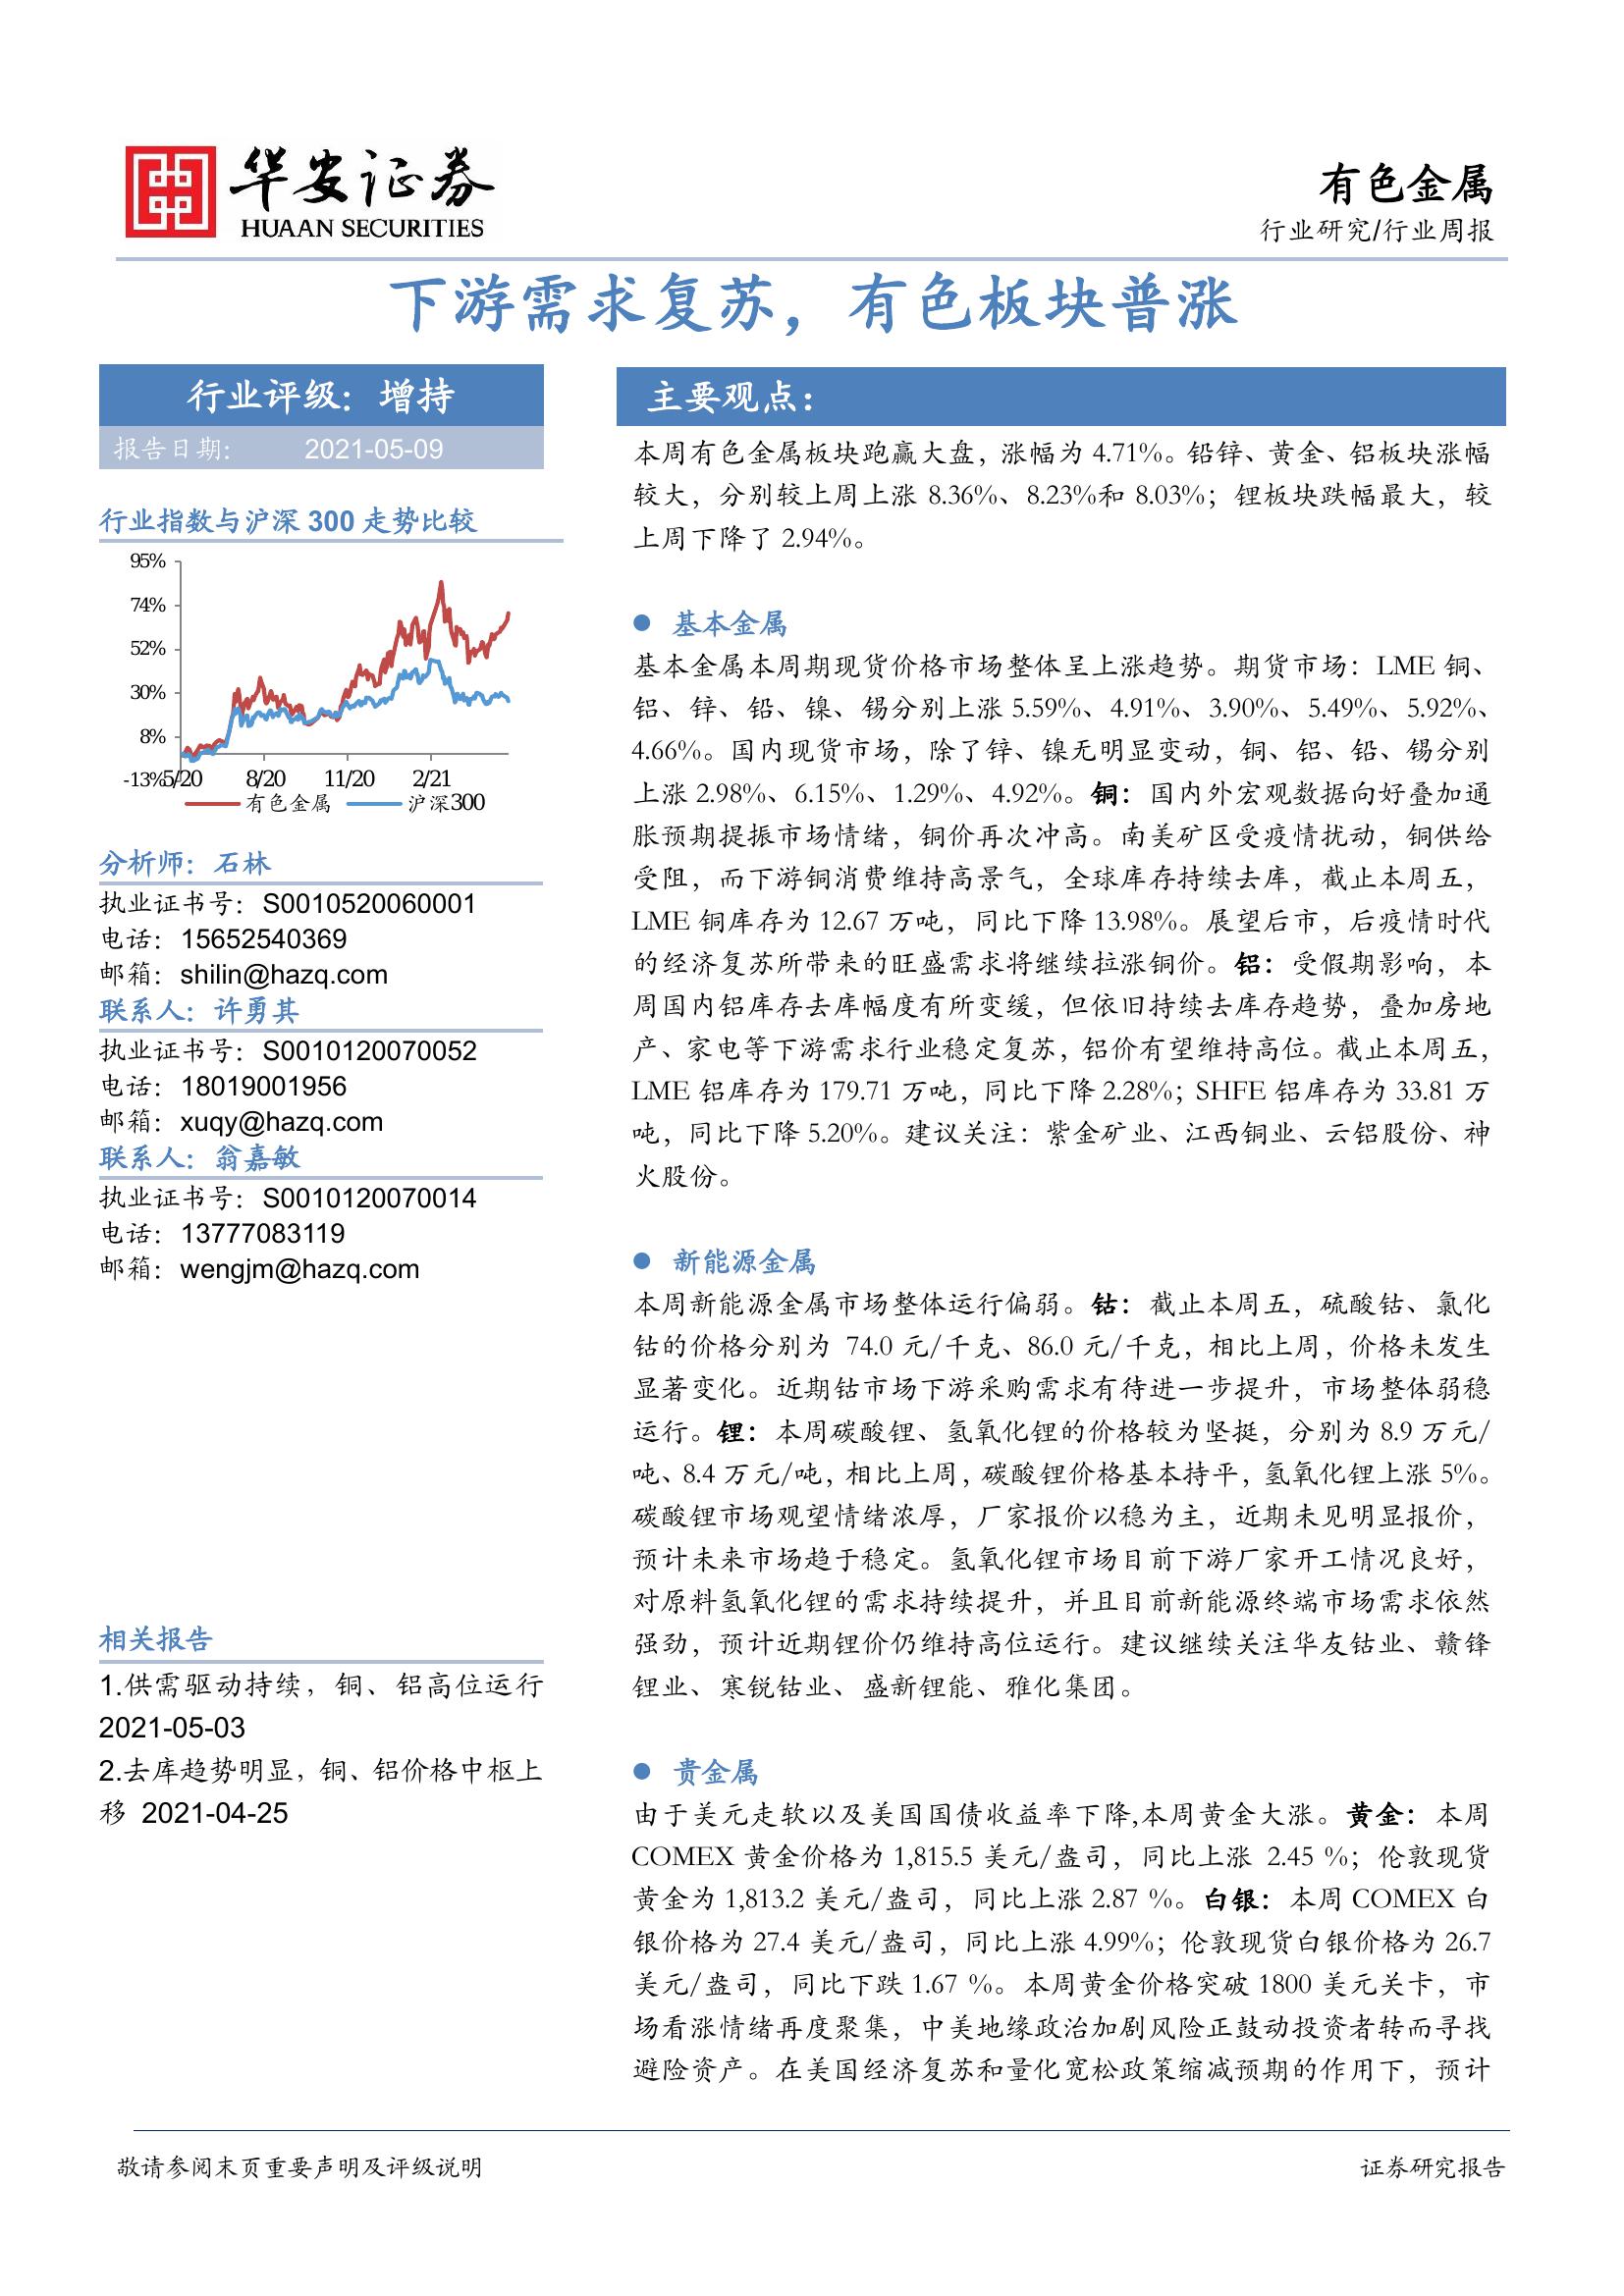 华安证券
HUAAN SECURITIES
有色金属
行业研究/行业周报
下游需求复苏，有色板块普涨
行业评级：增持
报告日期： 2021-05-09
行业指数与沪深 300 走势比较
95%
74%
52%
30%
8%
-13%
5/20 8/20 11/20 2/21
有色金属 沪深300
分析师：石林
执业证书号：S0010520060001
电话：15652540369
邮箱：shilin@hazq.com
联系人：许勇其
执业证书号：S0010120070052
电话：18019001956
邮箱：xuqy@hazq.com
联系人：翁嘉敏
执业证书号：S0010120070014
电话：13777083119
邮箱：wengjm@hazq.com
相关报告
1.供需驱动持续，铜、铝高位运行
2021-05-03
2.去库趋势明显，铜、铝价格中枢上
移 2021-04-25
主要观点：
本周有色金属板块跑赢大盘，涨幅为 4.71%。铅锌、黄金、铝板块涨幅
较大，分别较上周上涨 8.36%、8.23%和 8.03%；锂板块跌幅最大，较
上周下降了 2.94%。
● 基本金属
基本金属本周期现货价格市场整体呈上涨趋势。期货市场：LME 铜、
铝、锌、铅、镍、锡分别上涨 5.59%、4.91%、3.90%、5.49%、5.92%、
4.66%。国内现货市场，除了锌、镍无明显变动，铜、铝、铅、锡分别
上涨 2.98%、6.15%、1.29%、4.92%。铜：国内外宏观数据向好叠加通
胀预期提振市场情绪，铜价再次冲高。南美矿区受疫情扰动，铜供给
受阻，而下游铜消费维持高景气，全球库存持续去库，截止本周五，
LME 铜库存为 12.67 万吨，同比下降 13.98%。展望后市，后疫情时代
的经济复苏所带来的旺盛需求将继续拉涨铜价。铝：受假期影响，本
周国内铝库存去库幅度有所变缓，但依旧持续去库存趋势，叠加房地
产、家电等下游需求行业稳定复苏，铝价有望维持高位。截止本周五，
LME 铝库存为 179.71 万吨，同比下降 2.28%；SHFE 铝库存为 33.81 万
吨，同比下降 5.20%。建议关注：紫金矿业、江西铜业、云铝股份、神
火股份。
● 新能源金属
本周新能源金属市场整体运行偏弱。钴：截止本周五，硫酸钴、氯化
钴的价格分别为 74.0 元/千克、86.0 元/千克，相比上周，价格未发生
显著变化。近期钴市场下游采购需求有待进一步提升，市场整体弱稳
运行。锂：本周碳酸锂、氢氧化锂的价格较为坚挺，分别为 8.9 万元/
吨、8.4 万元/吨，相比上周，碳酸锂价格基本持平，氢氧化锂上涨 5%。
碳酸锂市场观望情绪浓厚，厂家报价以稳为主，近期未见明显报价，
预计未来市场趋于稳定。氢氧化锂市场目前下游厂家开工情况良好，
对原料氢氧化锂的需求持续提升，并且目前新能源终端市场需求依然
强劲，预计近期锂价仍维持高位运行。建议继续关注华友钴业、赣锋
锂业、寒锐钴业、盛新锂能、雅化集团。
● 贵金属
由于美元走软以及美国国债收益率下降,本周黄金大涨。黄金：本周
COMEX 黄金价格为 1,815.5 美元/盎司，同比上涨 2.45 %；伦敦现货
黄金为 1,813.2 美元/盎司，同比上涨 2.87 %。白银：本周 COMEX 白
银价格为 27.4 美元/盎司，同比上涨 4.99%；伦敦现货白银价格为 26.7
美元/盎司，同比下跌 1.67 %。本周黄金价格突破 1800 美元关卡，市
场看涨情绪再度聚集，中美地缘政治加剧风险正鼓动投资者转而寻找
避险资产。在美国经济复苏和量化宽松政策缩减预期的作用下，预计
敬请参阅末页重要声明及评级说明
证券研究报告